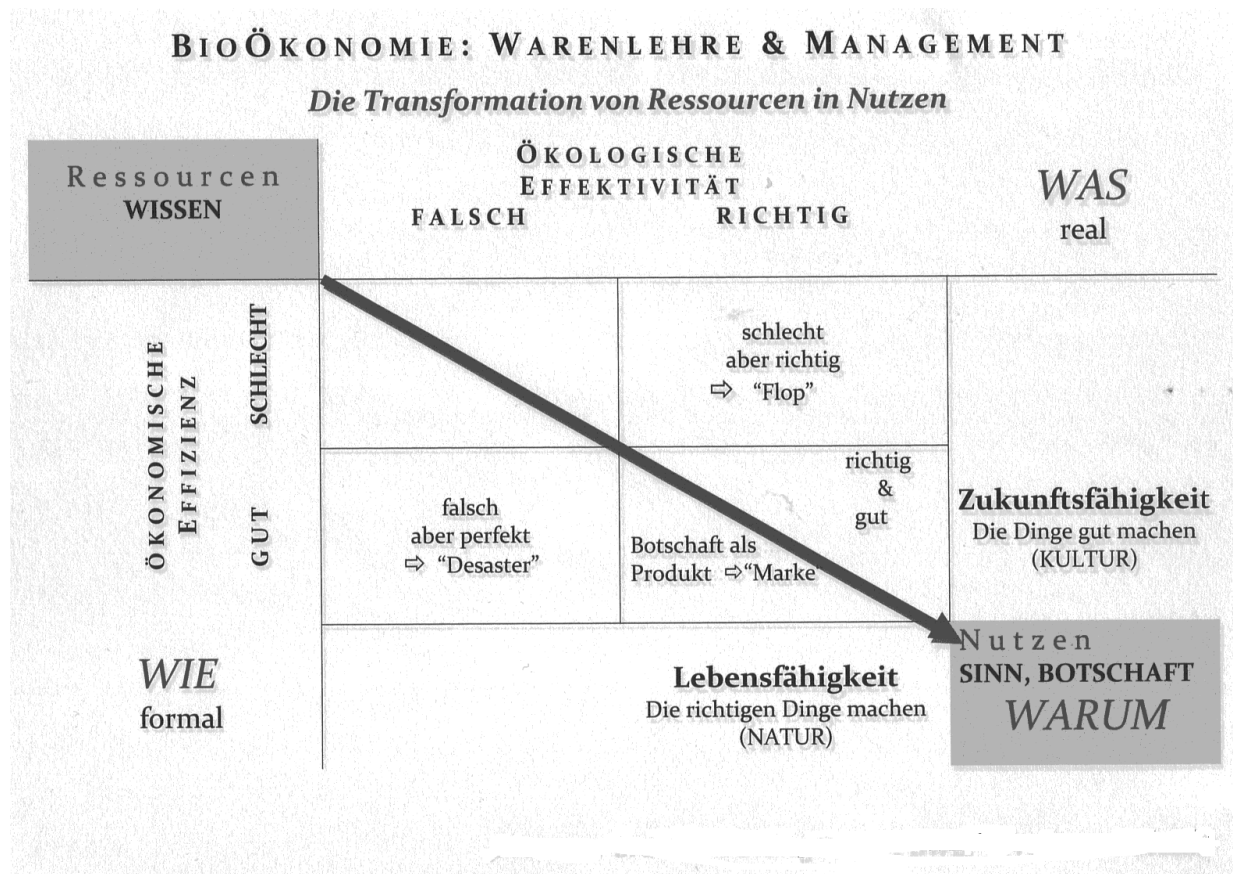 BIOÖKONOMIE: WARENLEHRE & MANAGEMENT
Die Transformation von Ressourcen in Nutzen
Ressourcen
WISSEN
ÖKOLOGISCHE
EFFEKTIVITÄT
FALSCH
RICHTIG
WAS
real
ÖKONOMISCHE
EFFIZIENZ
SCHLECHT
GUT
schlecht
aber richtig
⇨ “Flop”
falsch
aber perfekt
⇨ “Desaster”
richtig
&
gut
Botschaft als
Produkt ⇨“Marke”
Zukunftsfähigkeit
Die Dinge gut machen
(KULTUR)
WIE
formal
Lebensfähigkeit
Die richtigen Dinge machen
(NATUR)
Nutzen
SINN, BOTSCHAFT
WARUM